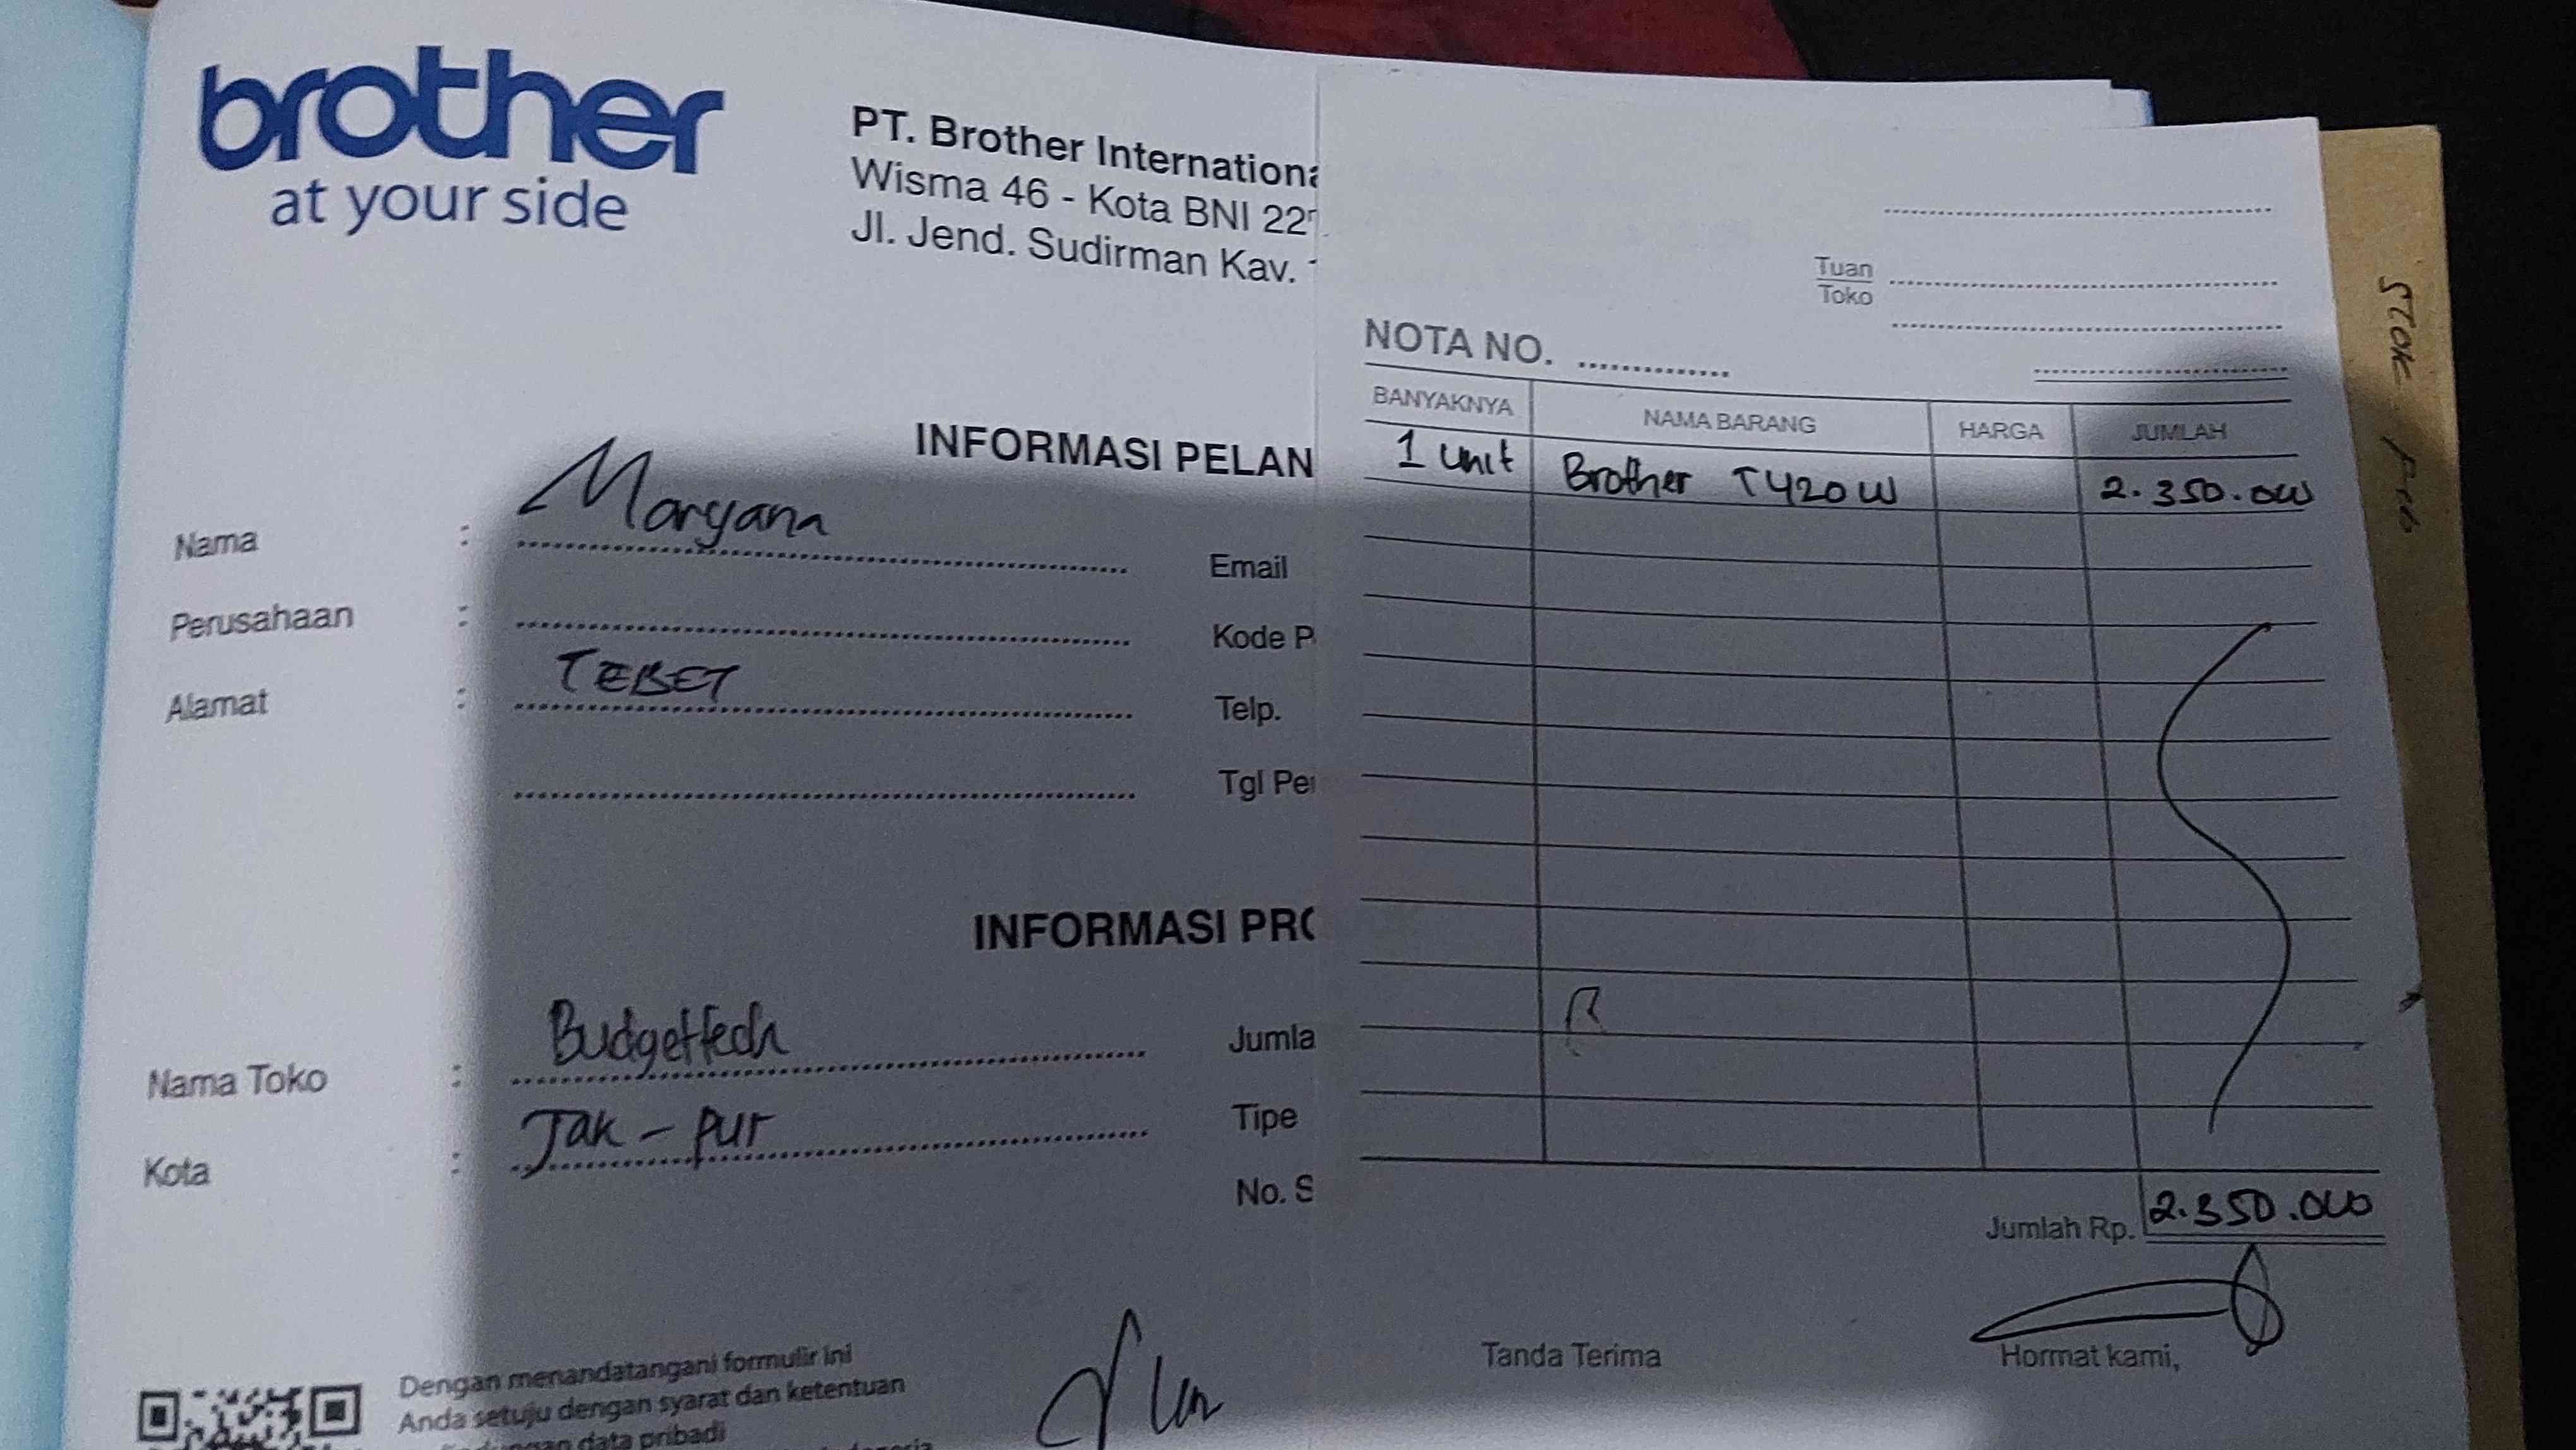 brother
at your side
PT. Brother Internationa
Wisma 46 - Kota BNI 22
Jl. Jend. Sudirman Kav.
INFORMASI PELAN
Nama : Maryana
Email
Perusahaan :
Kode P
Alamat : TEBET
Telp.
Tgl Pe
INFORMASI PRO
Nama Toko : Budgettech
Jumla
Kota : Jak - pur
Tipe
No. S
Dengan menandatangani formulir ini
Anda setuju dengan syarat dan ketentuan
data pribadi
Tuan
Toko
NOTA NO.
BANYAKNYA NAMA BARANG HARGA JUMLAH
1 unit Brother T420W 2.350.000
Jumlah Rp. 2.350.000
Tanda Terima Hormat kami,
STOK